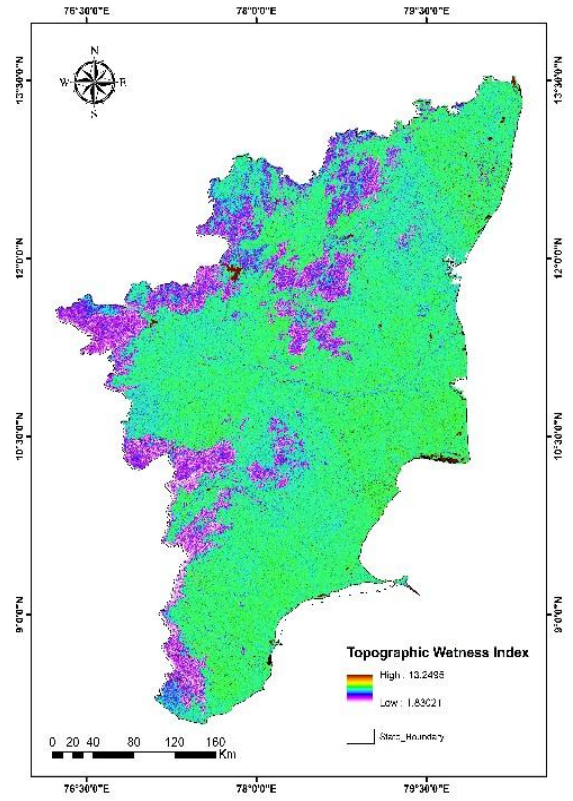 76°30'0"E 78°0'0"E 79°30'0"E
N
W E
S
13°30'0"N 13°30'0"N
12°0'0"N 12°0'0"N
10°30'0"N 10°30'0"N
9°0'0"N 9°0'0"N
Topographic Wetness Index
High : 13.2495
Low : 1.83021
State_Boundary
0 20 40 80 120 160
Km
76°30'0"E 78°0'0"E 79°30'0"E